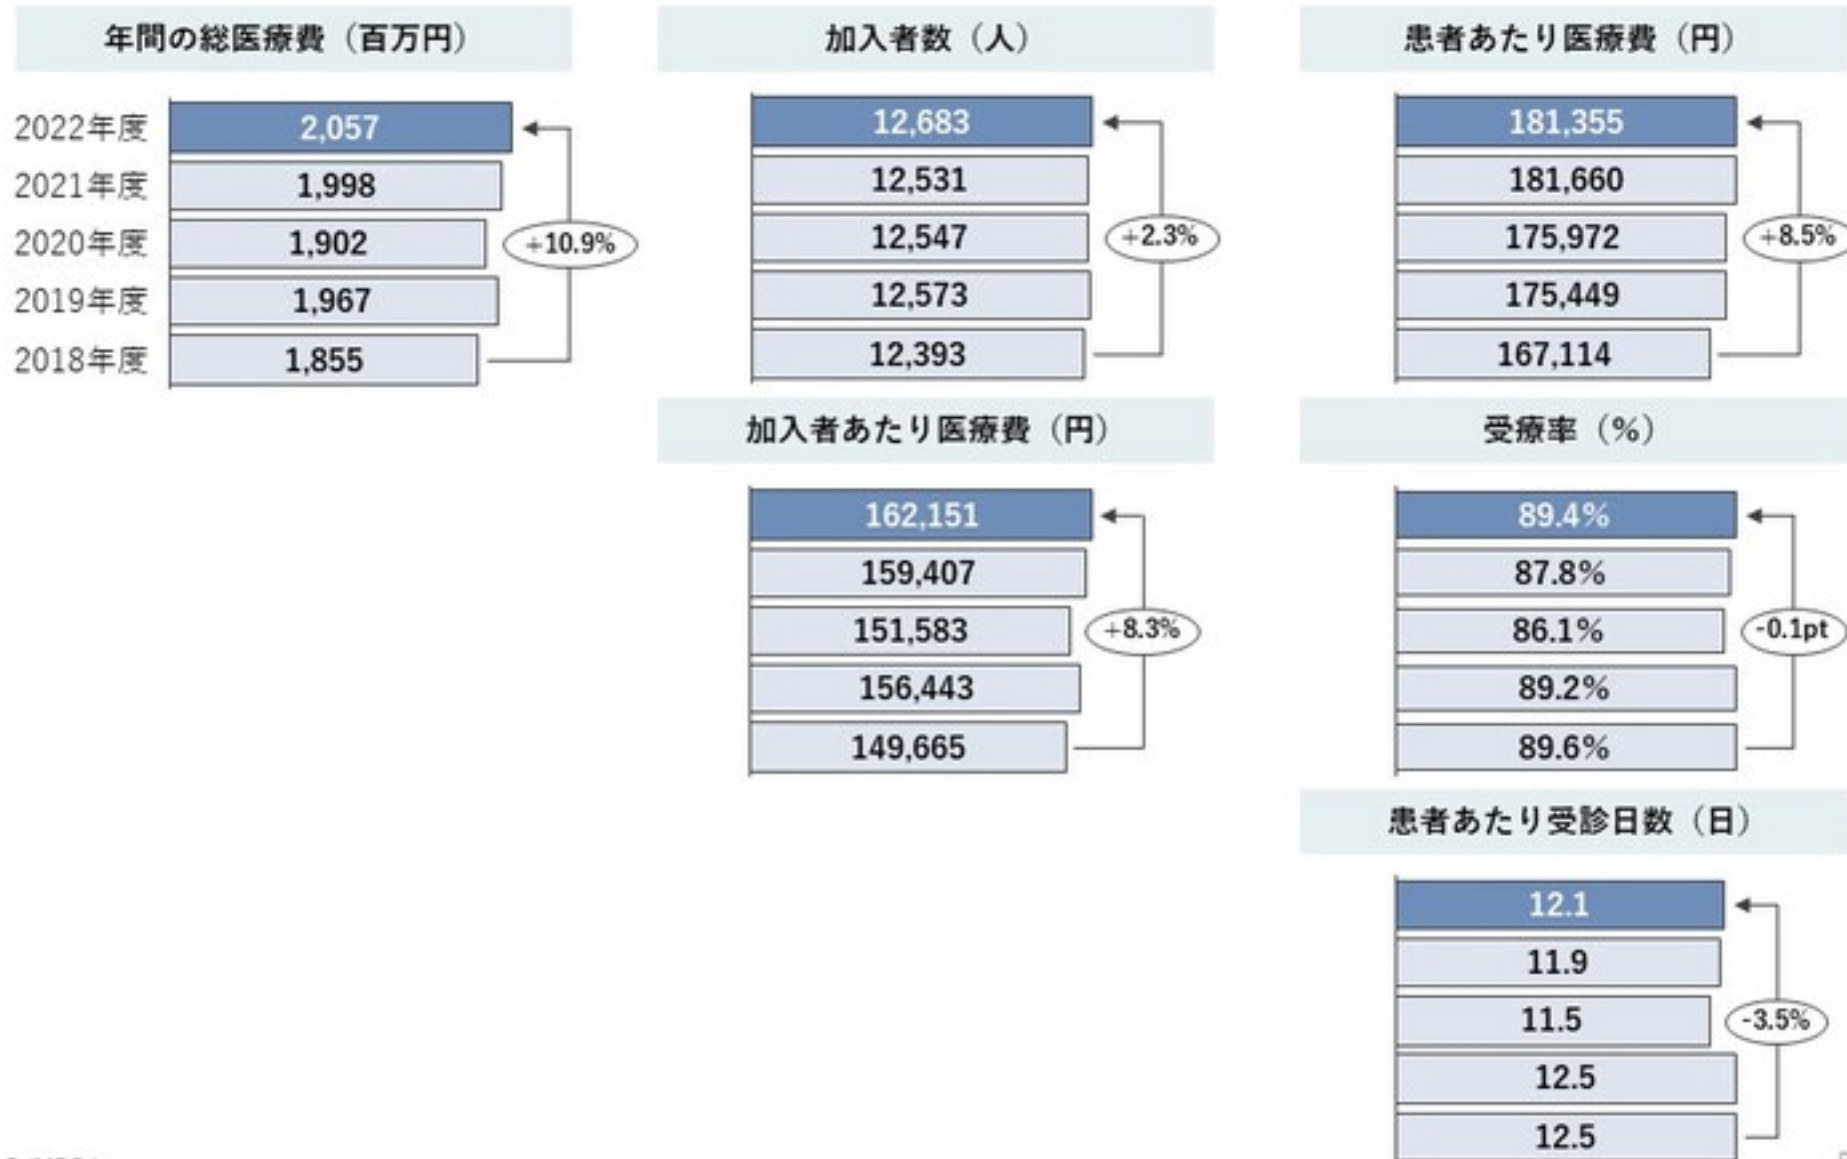 年間の総医療費（百万円）
2022年度 2,057
2021年度 1,998
2020年度 1,902
2019年度 1,967
2018年度 1,855
+10.9%
加入者数（人）
12,683
12,531
12,547
12,573
12,393
+2.3%
患者あたり医療費（円）
181,355
181,660
175,972
175,449
167,114
+8.5%
加入者あたり医療費（円）
162,151
159,407
151,583
156,443
149,665
+8.3%
受療率（%）
89.4%
87.8%
86.1%
89.2%
89.6%
-0.1pt
患者あたり受診日数（日）
12.1
11.9
11.5
12.5
12.5
-3.5%